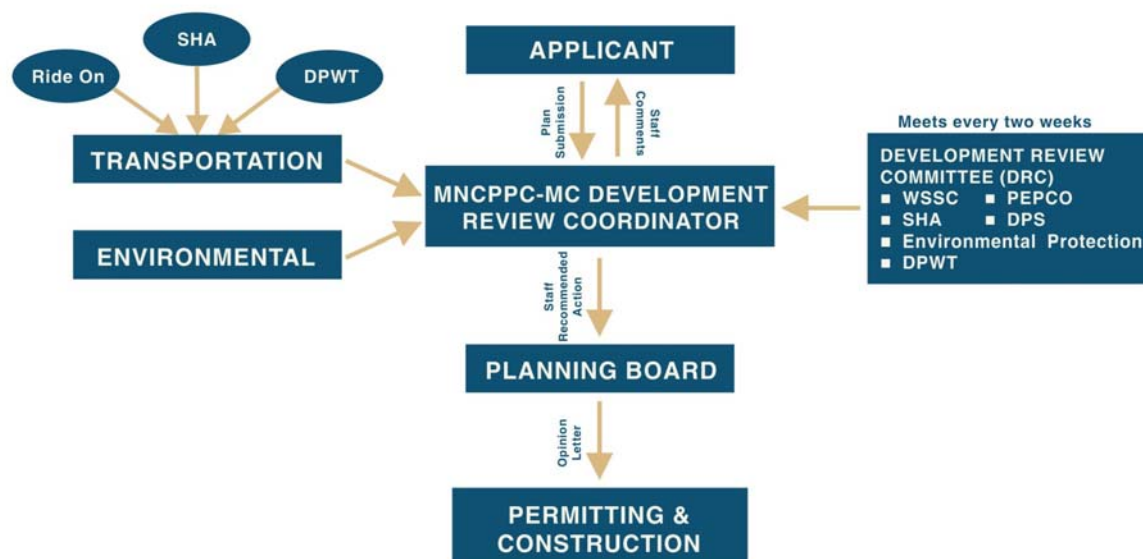 SHA
Ride On
DPWT
TRANSPORTATION
ENVIRONMENTAL
APPLICANT
Plan
Submission
Staff
Comments
MNCPPC-MC DEVELOPMENT
REVIEW COORDINATOR
Meets every two weeks
DEVELOPMENT REVIEW
COMMITTEE (DRC)
■ WSSC ■ PEPCO
■ SHA ■ DPS
■ Environmental Protection
■ DPWT
Staff
Recommended
Action
PLANNING BOARD
Opinion
Letter
PERMITTING &
CONSTRUCTION